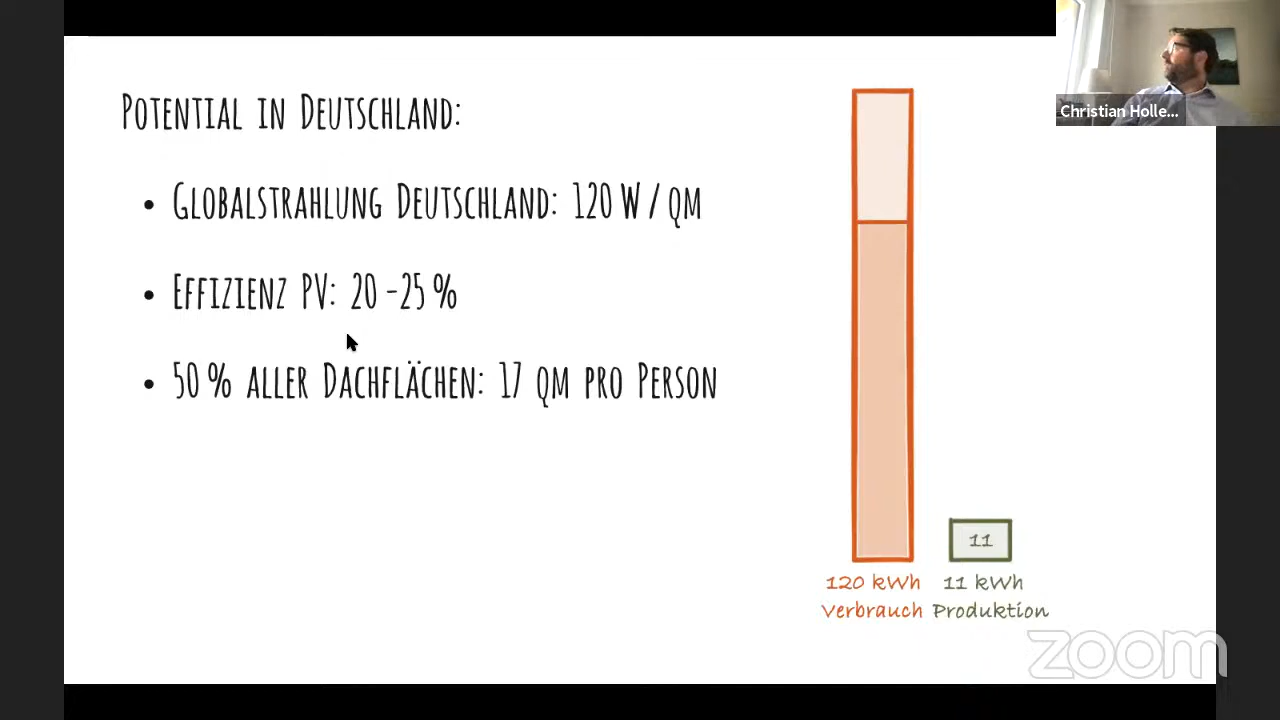 Potential in Deutschland:
• Globalstrahlung Deutschland: 120 W / qm
• Effizienz PV: 20 – 25 %
• 50 % aller Dachflächen: 17 qm pro Person
11
120 kWh
Verbrauch
11 kWh
Produktion
Christian Holle...
zoom